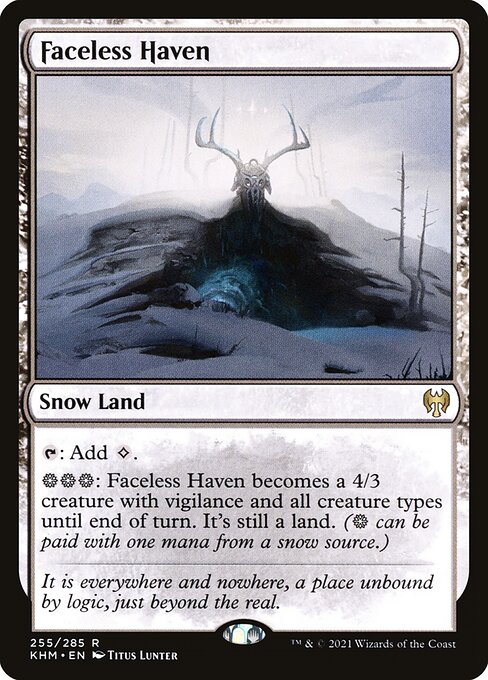 Faceless Haven
Snow Land
: Add .
: Faceless Haven becomes a 4/3
creature with vigilance and all creature types
until end of turn. It's still a land. ( can be
paid with one mana from a snow source.)
It is everywhere and nowhere, a place unbound
by logic, just beyond the real.
255/285 R
KHM • EN Titus Lunter
™ & © 2021 Wizards of the Coast